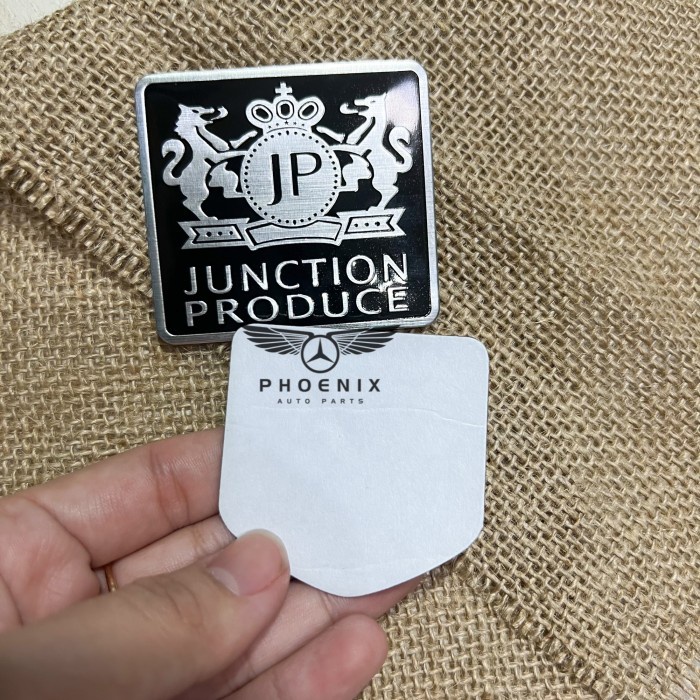 JP
JUNCTION
PRODUCE
PHOENIX
AUTO PARTS